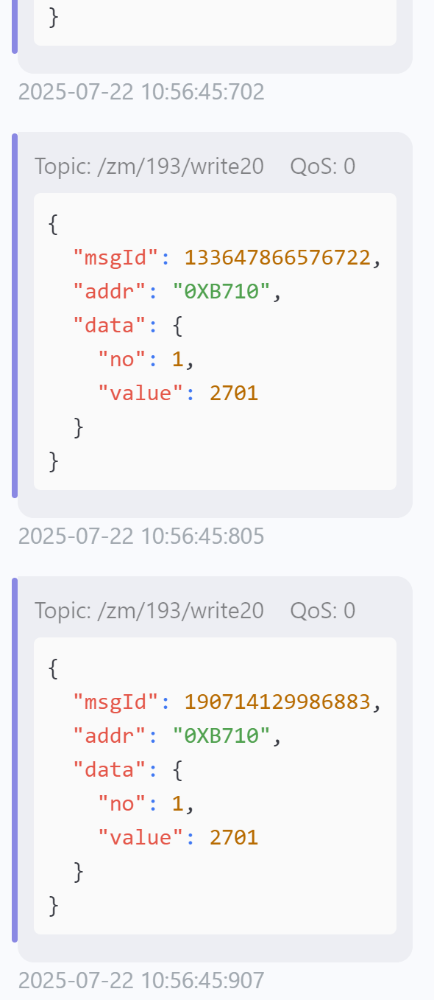 }
2025-07-22 10:56:45:702
Topic: /zm/193/write20 QoS: 0
{
  "msgId": 133647866576722,
  "addr": "0XB710",
  "data": {
    "no": 1,
    "value": 2701
  }
}
2025-07-22 10:56:45:805
Topic: /zm/193/write20 QoS: 0
{
  "msgId": 190714129986883,
  "addr": "0XB710",
  "data": {
    "no": 1,
    "value": 2701
  }
}
2025-07-22 10:56:45:907